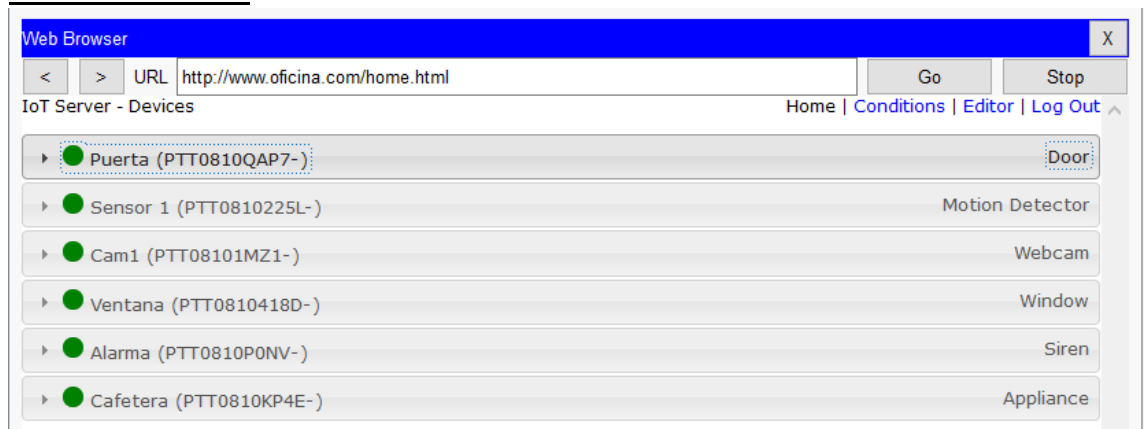 Web Browser X
< > URL http://www.oficina.com/home.html Go Stop
IoT Server - Devices Home | Conditions | Editor | Log Out
Puerta (PTT0810QAP7-) Door
Sensor 1 (PTT0810225L-) Motion Detector
Cam1 (PTT08101MZ1-) Webcam
Ventana (PTT0810418D-) Window
Alarma (PTT0810P0NV-) Siren
Cafetera (PTT0810KP4E-) Appliance